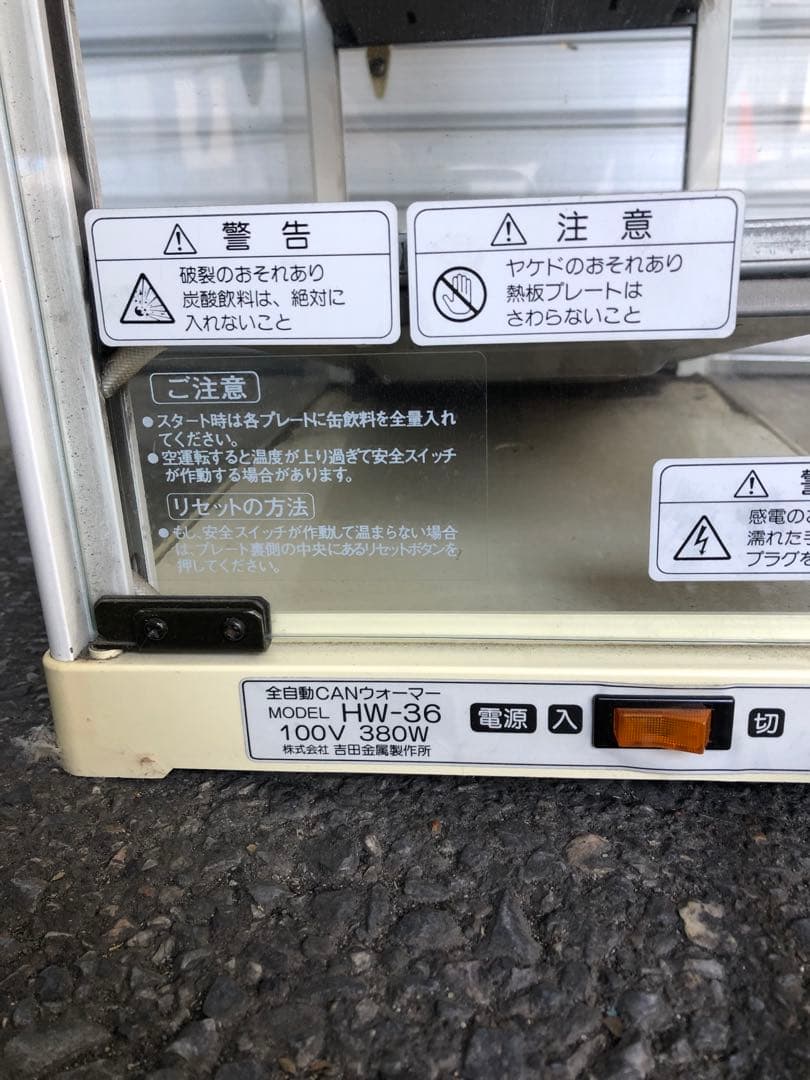 ⚠ 警告
破裂のおそれあり
炭酸飲料は、絶対に
入れないこと
⚠ 注意
ヤケドのおそれあり
熱板プレートは
さわらないこと
ご注意
●スタート時は各プレートに缶飲料を全量入れ
てください。
●空運転すると温度が上り過ぎて安全スイッチ
が作動する場合があります。
リセットの方法
●もし、安全スイッチが作動して温まらない場合
は、プレート裏側の中央にあるリセットボタンを
押してください。
⚠
感電の
濡れた手
プラグを
全自動CANウォーマー
MODEL HW-36
100V 380W
株式会社 吉田金属製作所
電源 入 切